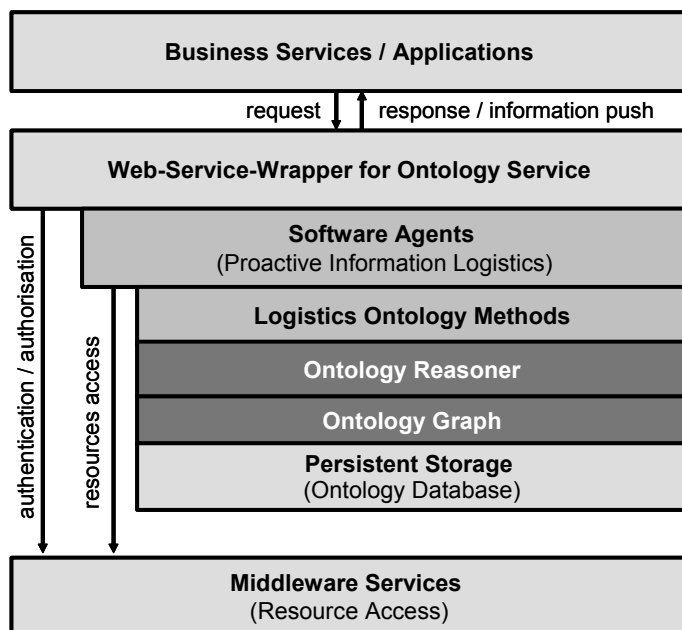 Business Services / Applications
request
response / information push
Web-Service-Wrapper for Ontology Service
Software Agents
(Proactive Information Logistics)
Logistics Ontology Methods
Ontology Reasoner
Ontology Graph
Persistent Storage
(Ontology Database)
authentication / authorisation
resources access
Middleware Services
(Resource Access)